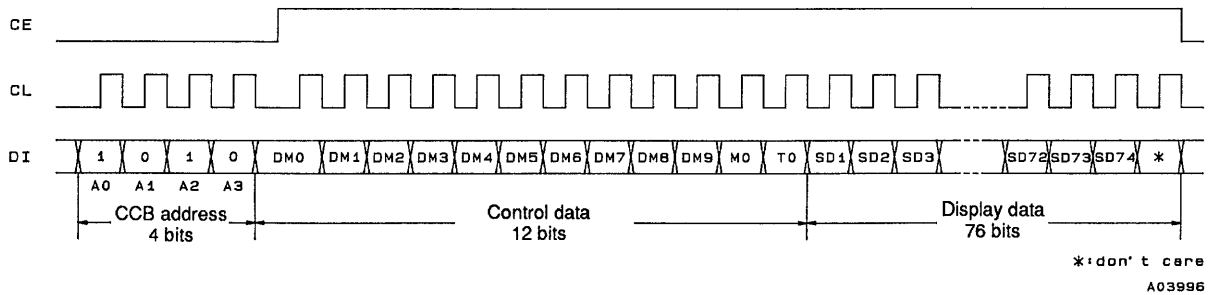 CE
CL
DI 1 0 1 0 DM0 DM1 DM2 DM3 DM4 DM5 DM6 DM7 DM8 DM9 M0 T0 SD1 SD2 SD3 SD72 SD73 SD74 *
A0 A1 A2 A3
CCB address
4 bits
Control data
12 bits
Display data
76 bits
*:don't care
A03996